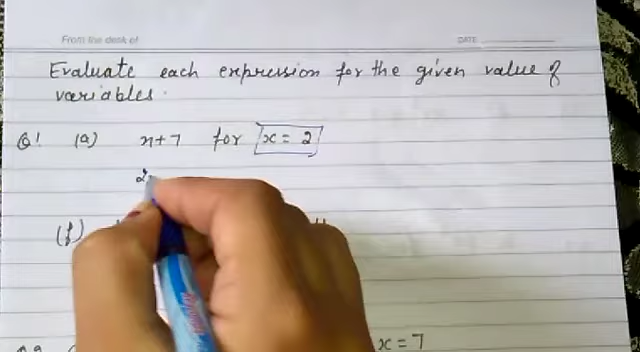 From the desk of
DATE
Evaluate each expression for the given value of
variables.
Q1 (a) x+7 for x = 2
2
(f)
x = 7